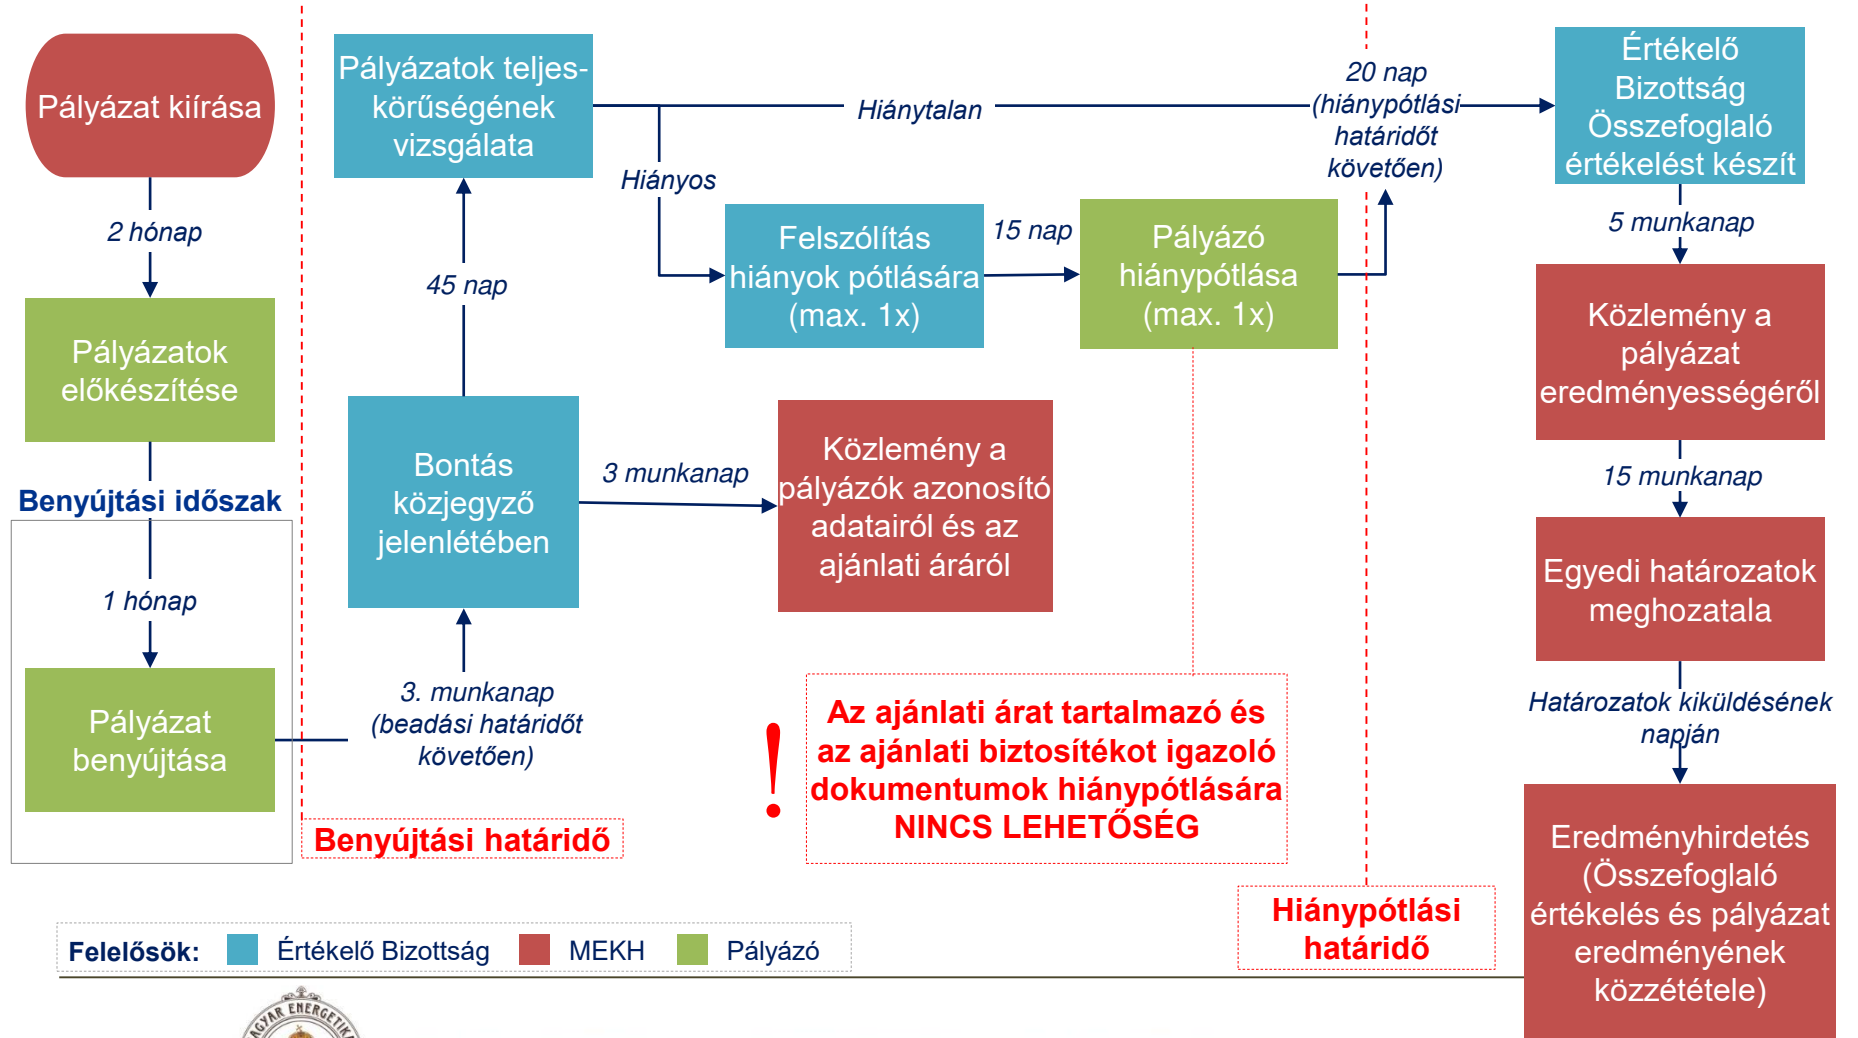 Pályázat kiírása
2 hónap
Pályázatok
előkészítése
Benyújtási időszak
1 hónap
Pályázat
benyújtása
3. munkanap
(beadási határidőt
követően)
Benyújtási határidő
Bontás
közjegyző
jelenlétében
3 munkanap
Közlemény a
pályázók azonosító
adatairól és az
ajánlati áráról
45 nap
Pályázatok teljes-
körűségének
vizsgálata
Hiánytalan
Hiányos
Felszólítás
hiányok pótlására
(max. 1x)
15 nap
Pályázó
hiánypótlása
(max. 1x)
!
Az ajánlati árat tartalmazó és
az ajánlati biztosítékot igazoló
dokumentumok hiánypótlására
NINCS LEHETŐSÉG
20 nap
(hiánypótlási
határidőt
követően)
Hiánypótlási
határidő
Értékelő
Bizottság
Összefoglaló
értékelést készít
5 munkanap
Közlemény a
pályázat
eredményességéről
15 munkanap
Egyedi határozatok
meghozatala
Határozatok kiküldésének
napján
Eredményhirdetés
(Összefoglaló
értékelés és pályázat
eredményének
közzététele)
Felelősök: Értékelő Bizottság MEKH Pályázó